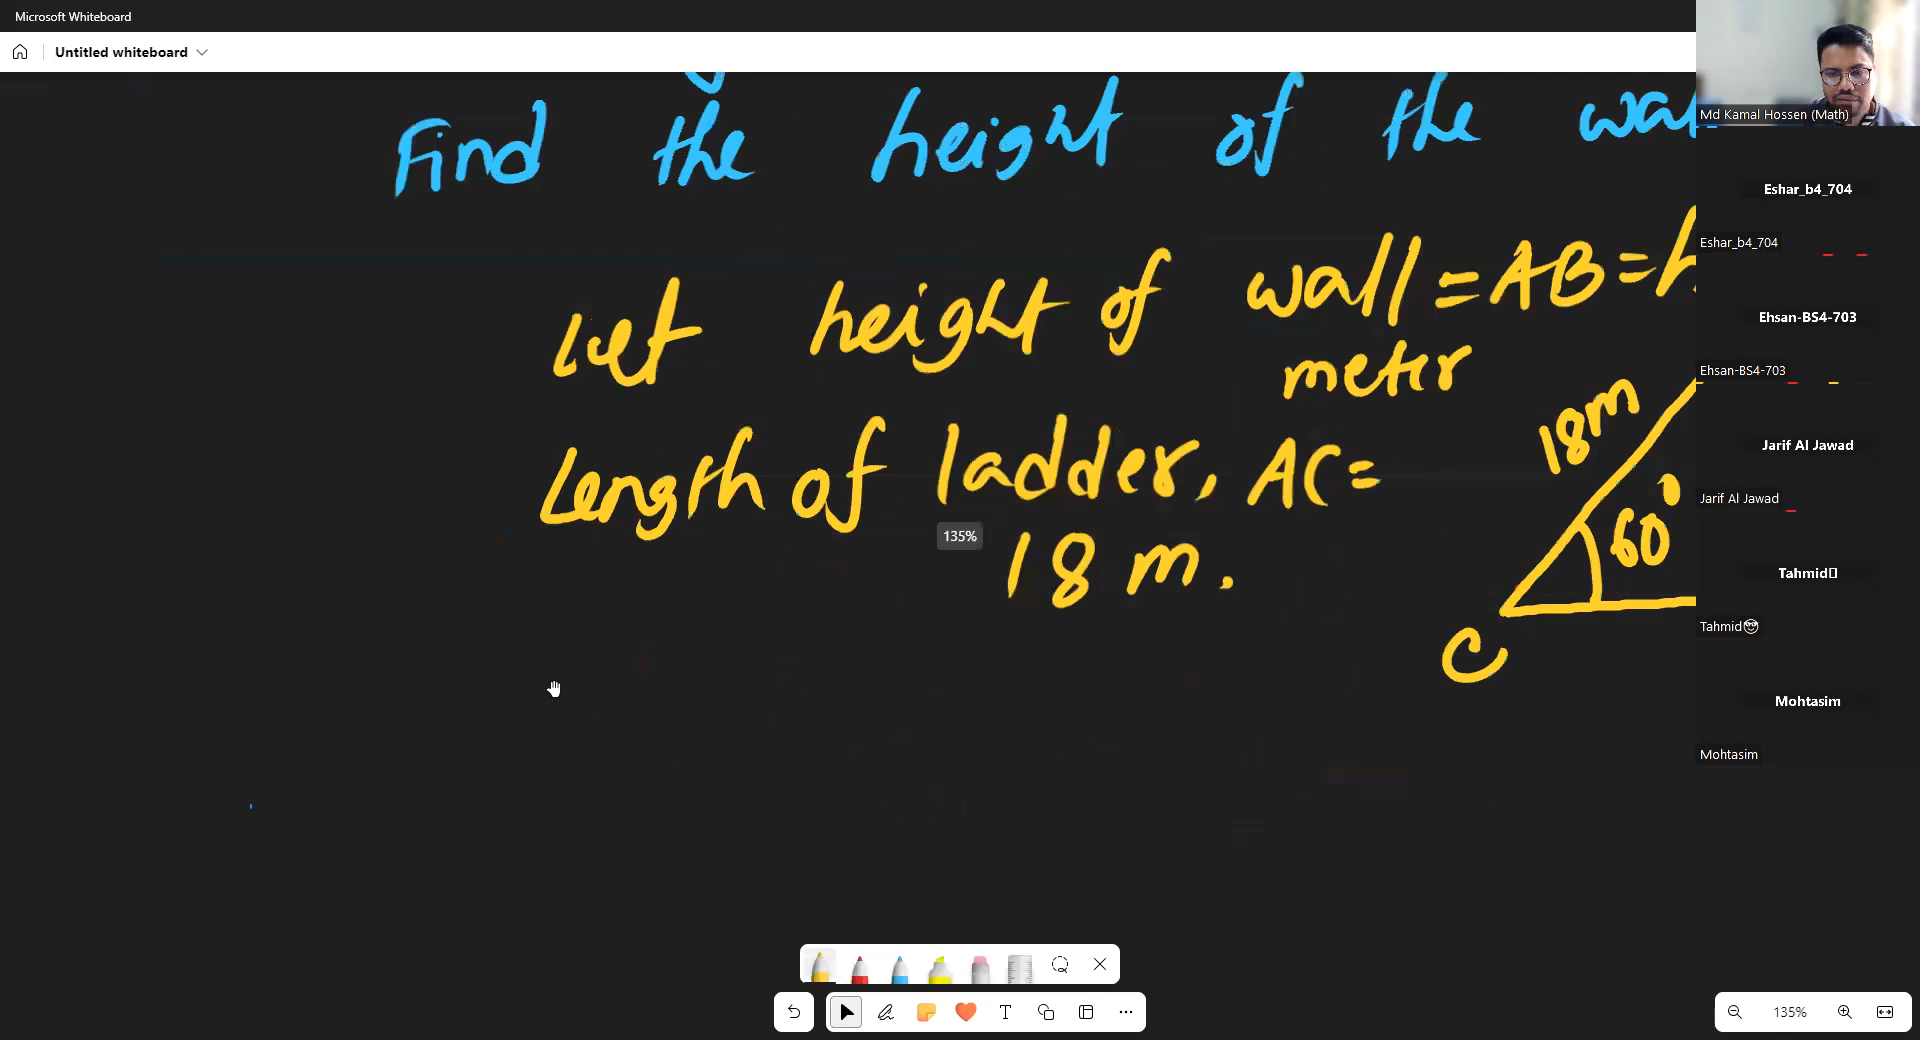 Microsoft Whiteboard
Untitled whiteboard
Md Kamal Hossen (Math)
Find the height of the
Let height of wall = AB = h
meter
Length of ladder, AC =
18 m.
18m
60°
C
135%
Eshar_b4_704
Eshar_b4_704
Ehsan-BS4-703
Ehsan-BS4-703
Jarif Al Jawad
Jarif Al Jawad
Tahmid
Tahmid😎
Mohtasim
Mohtasim
T
135%